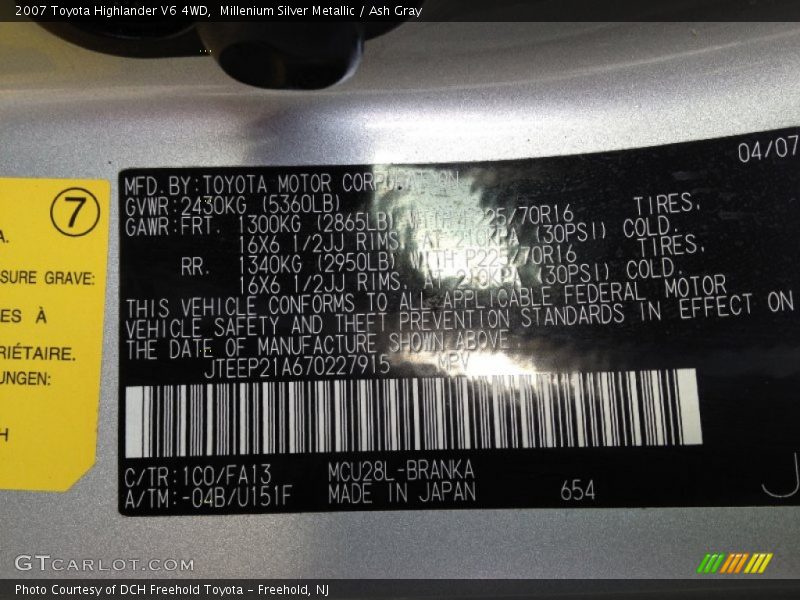 2007 Toyota Highlander V6 4WD,  Millenium Silver Metallic / Ash Gray
04/07
7
A.
SURE GRAVE:
ES À
RIÉTAIRE.
UNGEN:
H
MFD.BY:TOYOTA MOTOR CORPORATION
GVWR:2430KG (5360LB)
GAWR:FRT. 1300KG (2865LB) WITH P225/70R16 TIRES,
16X6 1/2JJ RIMS, AT 210KPA (30PSI) COLD.
RR. 1340KG (2950LB) WITH P225/70R16 TIRES,
16X6 1/2JJ RIMS, AT 210KPA (30PSI) COLD.
THIS VEHICLE CONFORMS TO ALL APPLICABLE FEDERAL MOTOR
VEHICLE SAFETY AND THEFT PREVENTION STANDARDS IN EFFECT ON
THE DATE OF MANUFACTURE SHOWN ABOVE.
JTEEP21A670227915 MPV
C/TR:1C0/FA13 MCU28L-BRANKA
A/TM:-04B/U151F MADE IN JAPAN 654
J
GTCARLOT.COM
Photo Courtesy of DCH Freehold Toyota – Freehold, NJ